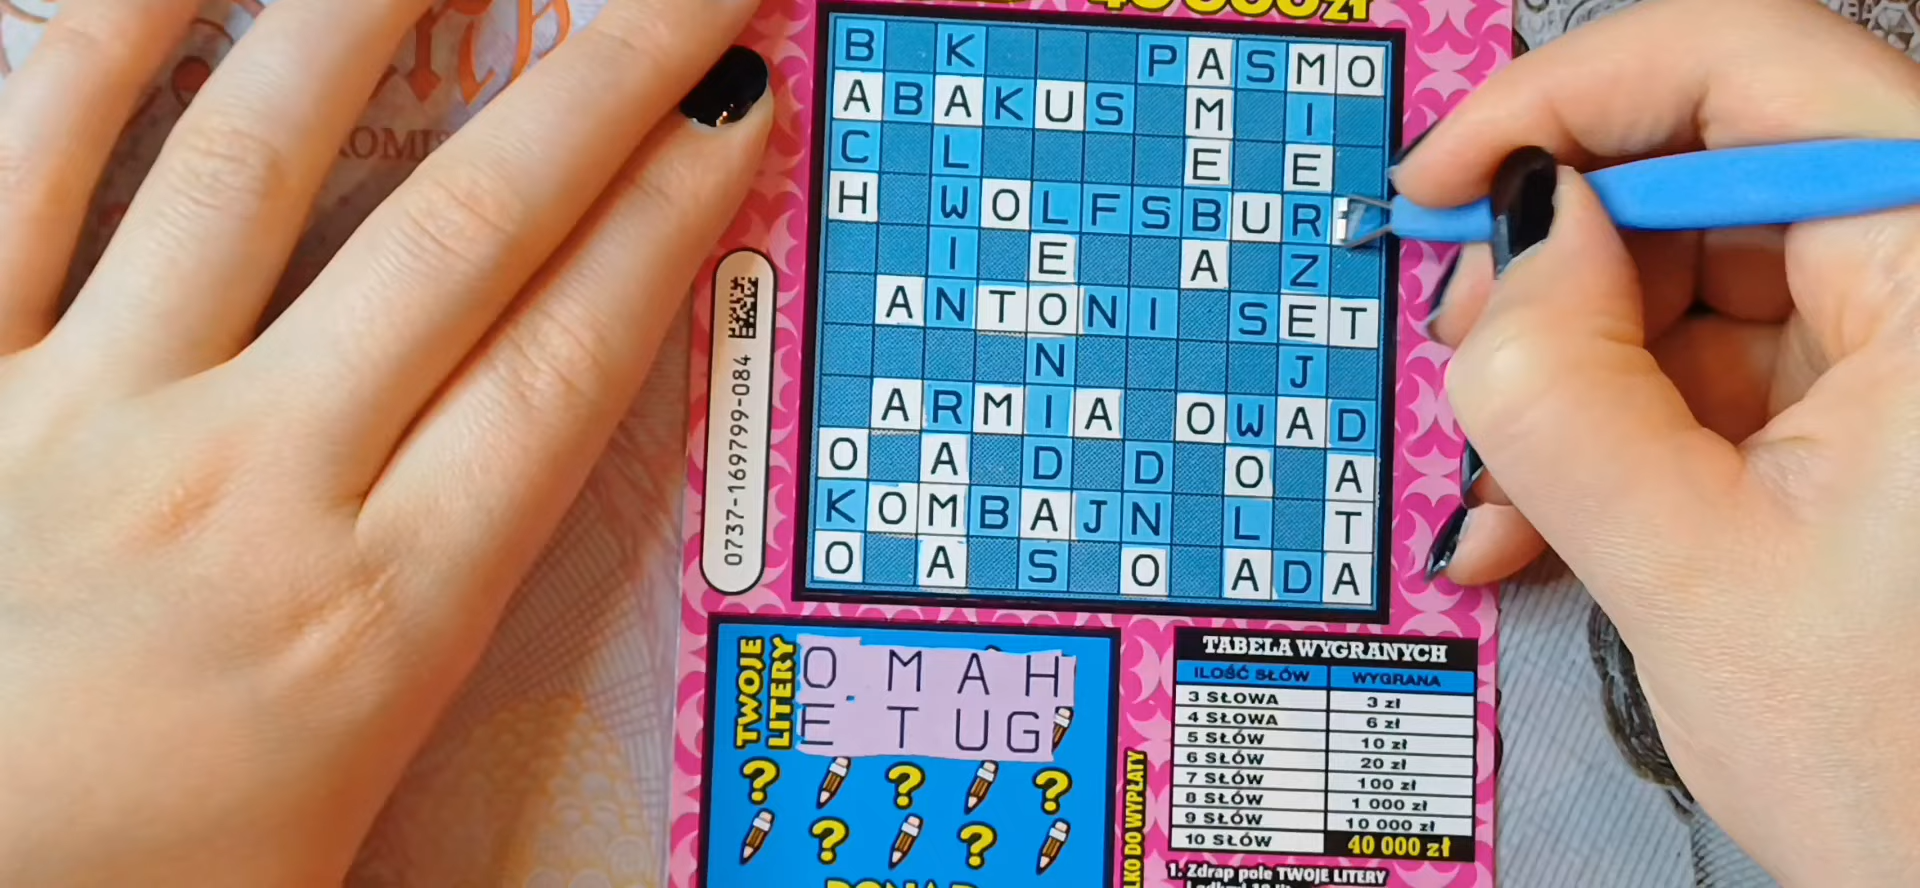 40 000 zł
B K PASMO
ABAKUS M I
C L E E
H WOLFSBUR
I E A Z
ANTONI SET
N J
ARMIA OWAD
O A D D O A
KOMBAJN L T
O A S O ADA
0737-169799-084
TWOJE
LITERY
O M A H
E T U G
? ? ?
? ?
TABELA WYGRANYCH
ILOŚĆ SŁÓW WYGRANA
3 SŁOWA 3 zł
4 SŁOWA 6 zł
5 SŁÓW 10 zł
6 SŁÓW 20 zł
7 SŁÓW 100 zł
8 SŁÓW 1 000 zł
9 SŁÓW 10 000 zł
10 SŁÓW 40 000 zł
DO WYPŁATY
1. Zdrap pole TWOJE LITERY